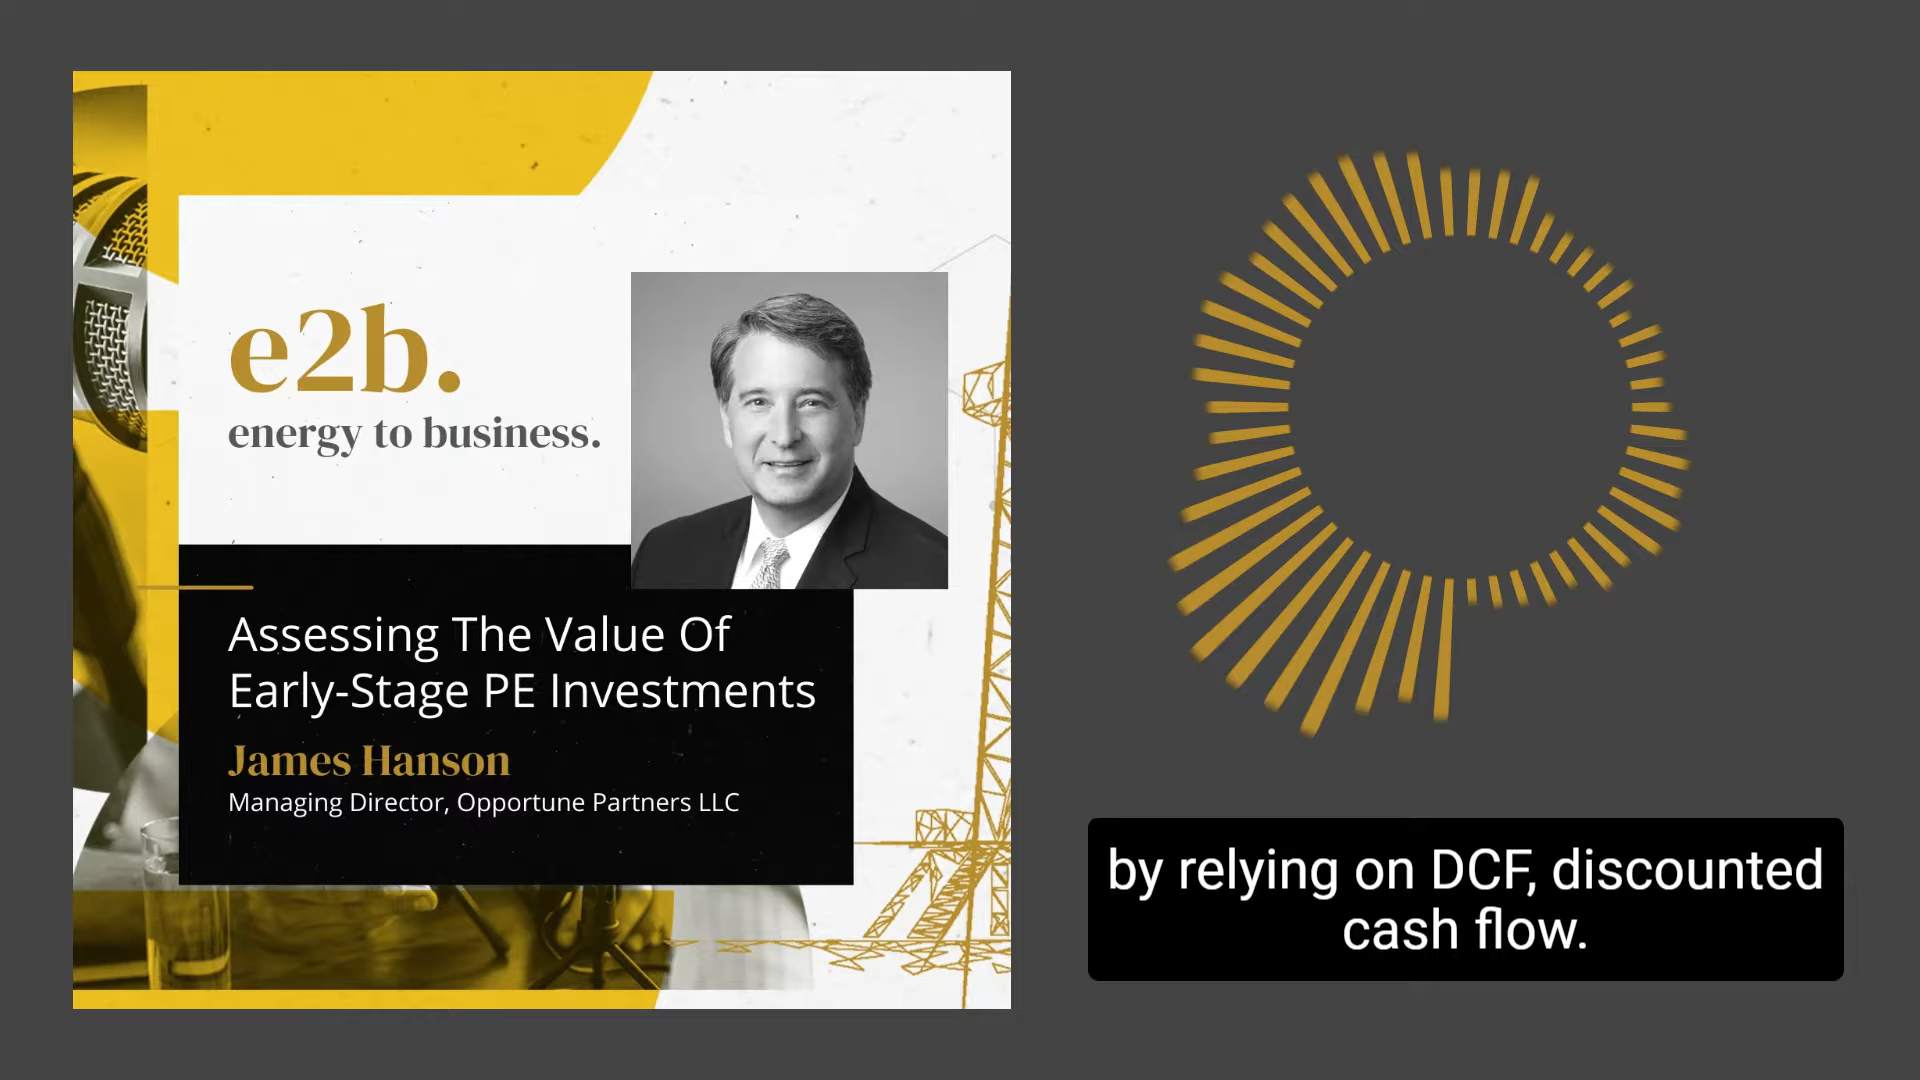 e2b.
energy to business.
Assessing The Value Of
Early-Stage PE Investments
James Hanson
Managing Director, Opportune Partners LLC
by relying on DCF, discounted
cash flow.